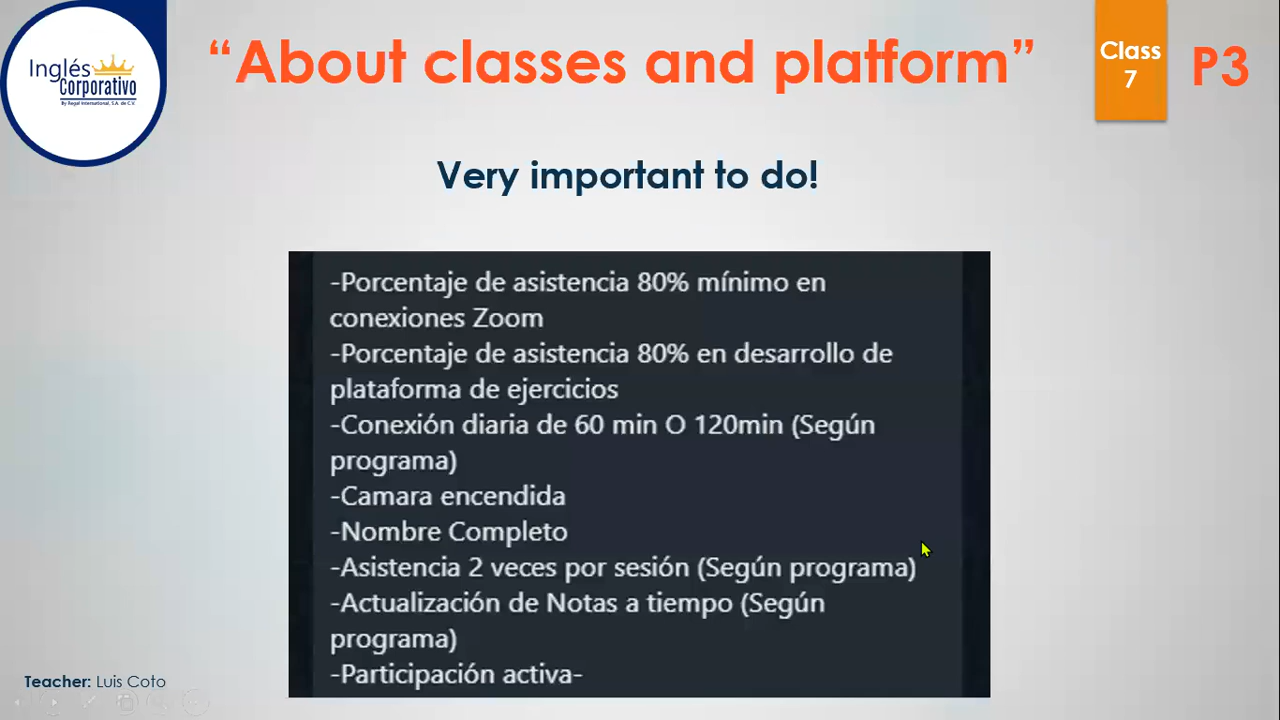 Inglés
Corporativo
By Regal International, S.A. de C.V.
“About classes and platform”
Class
7
P3
Very important to do!
-Porcentaje de asistencia 80% mínimo en
conexiones Zoom
-Porcentaje de asistencia 80% en desarrollo de
plataforma de ejercicios
-Conexión diaria de 60 min O 120min (Según
programa)
-Camara encendida
-Nombre Completo
-Asistencia 2 veces por sesión (Según programa)
-Actualización de Notas a tiempo (Según
programa)
-Participación activa-
Teacher: Luis Coto